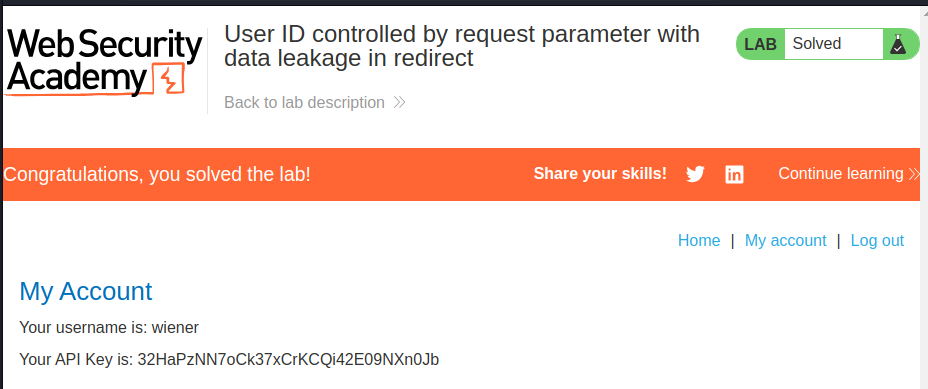 Web Security
Academy
User ID controlled by request parameter with
data leakage in redirect
Back to lab description
LAB Solved
Congratulations, you solved the lab!
Share your skills!
Continue learning
Home | My account | Log out
My Account
Your username is: wiener
Your API Key is: 32HaPzNN7oCk37xCrKCQi42E09NXn0Jb